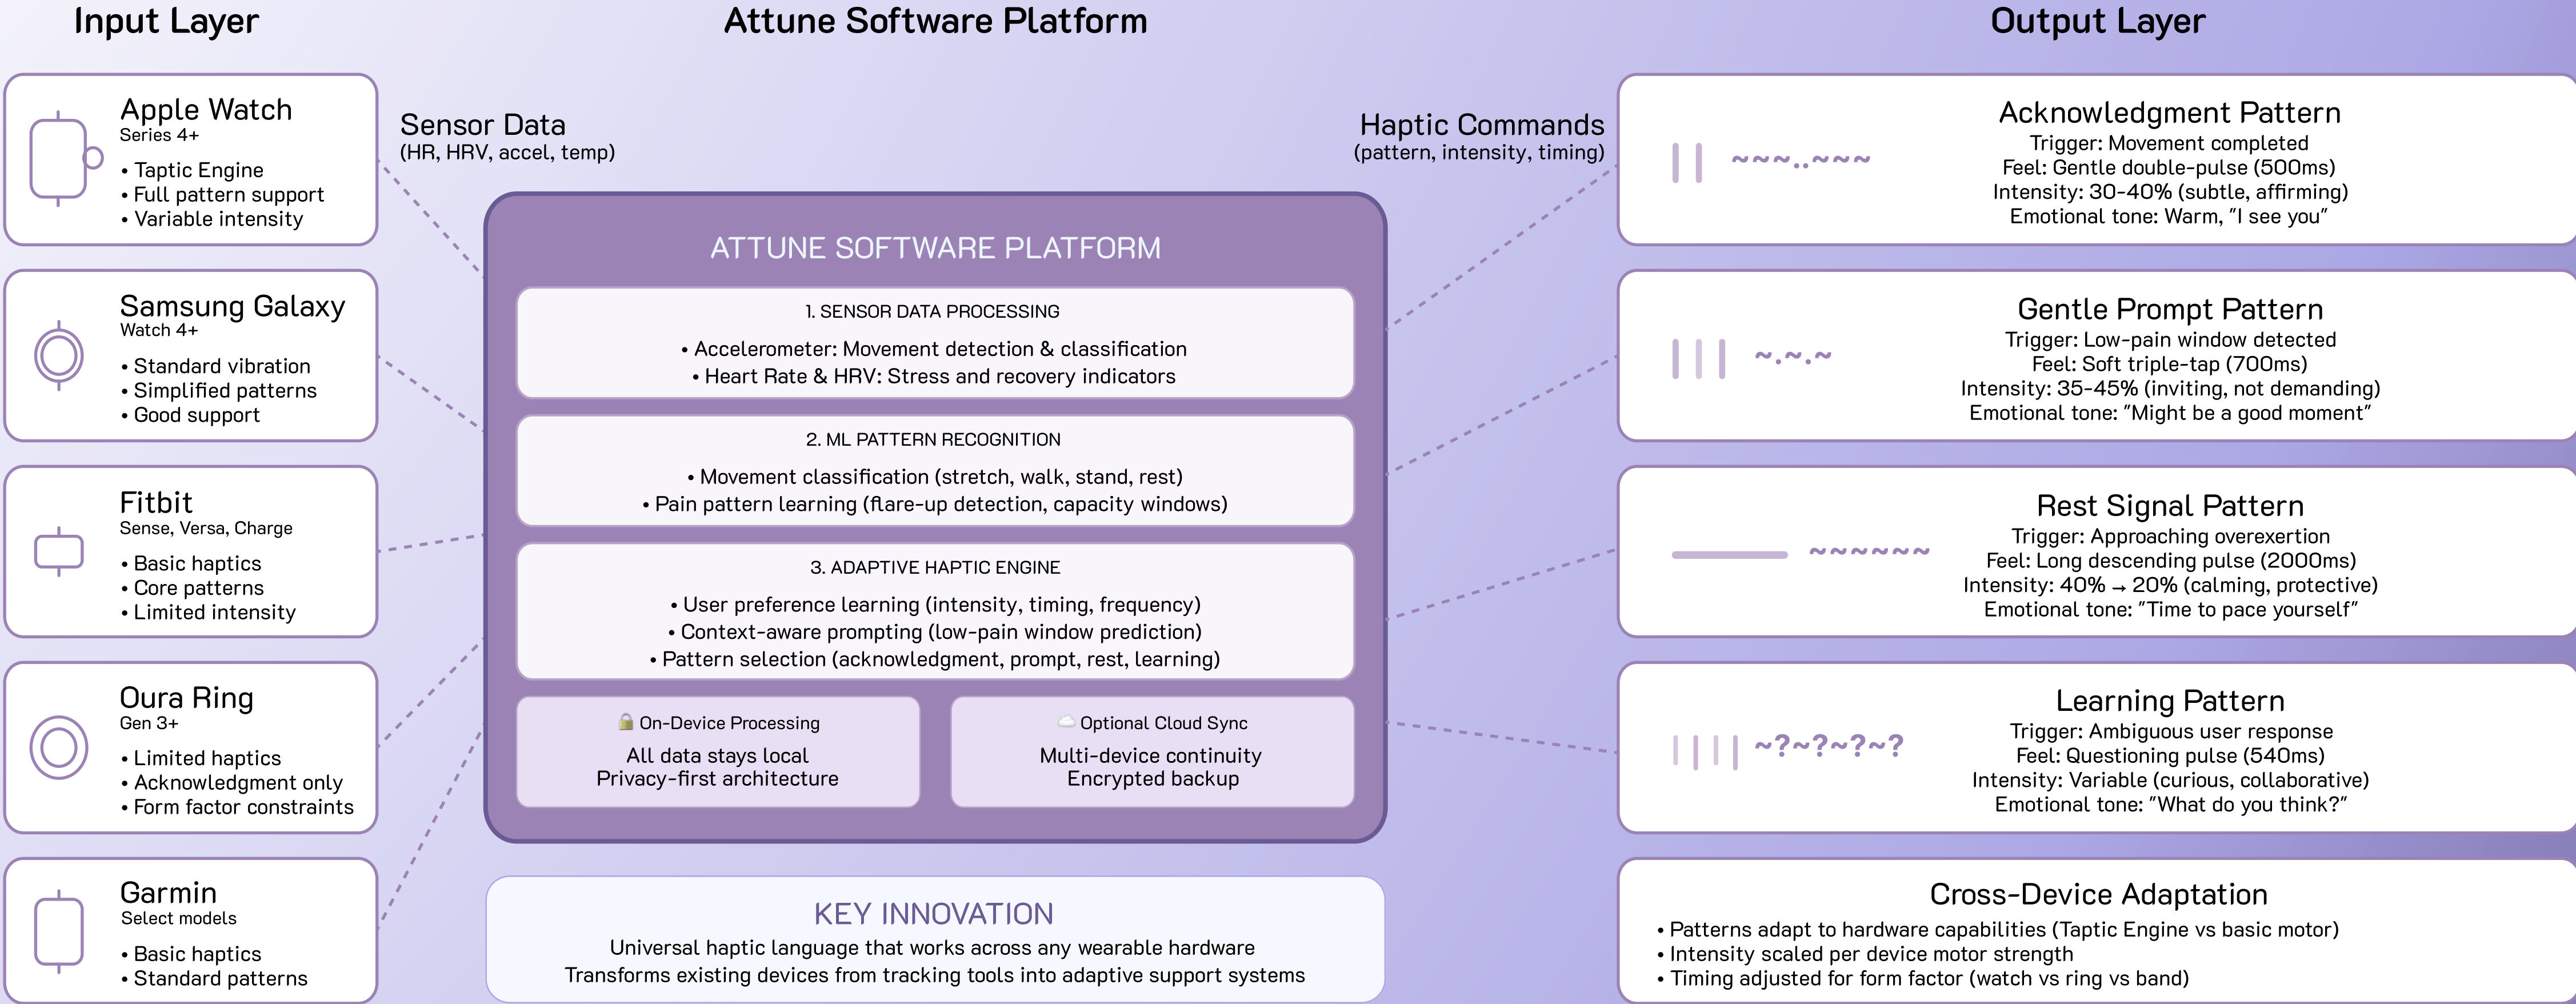 Input Layer
Attune Software Platform
Output Layer
Apple Watch
Series 4+
• Taptic Engine
• Full pattern support
• Variable intensity
Samsung Galaxy
Watch 4+
• Standard vibration
• Simplified patterns
• Good support
Fitbit
Sense, Versa, Charge
• Basic haptics
• Core patterns
• Limited intensity
Oura Ring
Gen 3+
• Limited haptics
• Acknowledgment only
• Form factor constraints
Garmin
Select models
• Basic haptics
• Standard patterns
Sensor Data
(HR, HRV, accel, temp)
Haptic Commands
(pattern, intensity, timing)
ATTUNE SOFTWARE PLATFORM
1. SENSOR DATA PROCESSING
• Accelerometer: Movement detection & classification
• Heart Rate & HRV: Stress and recovery indicators
2. ML PATTERN RECOGNITION
• Movement classification (stretch, walk, stand, rest)
• Pain pattern learning (flare-up detection, capacity windows)
3. ADAPTIVE HAPTIC ENGINE
• User preference learning (intensity, timing, frequency)
• Context-aware prompting (low-pain window prediction)
• Pattern selection (acknowledgment, prompt, rest, learning)
🔒 On-Device Processing
All data stays local
Privacy-first architecture
☁️ Optional Cloud Sync
Multi-device continuity
Encrypted backup
KEY INNOVATION
Universal haptic language that works across any wearable hardware
Transforms existing devices from tracking tools into adaptive support systems
~~~..~~~
Acknowledgment Pattern
Trigger: Movement completed
Feel: Gentle double-pulse (500ms)
Intensity: 30-40% (subtle, affirming)
Emotional tone: Warm, "I see you"
~.~.~
Gentle Prompt Pattern
Trigger: Low-pain window detected
Feel: Soft triple-tap (700ms)
Intensity: 35-45% (inviting, not demanding)
Emotional tone: "Might be a good moment"
~~~~~~
Rest Signal Pattern
Trigger: Approaching overexertion
Feel: Long descending pulse (2000ms)
Intensity: 40% → 20% (calming, protective)
Emotional tone: "Time to pace yourself"
~?~?~?~?
Learning Pattern
Trigger: Ambiguous user response
Feel: Questioning pulse (540ms)
Intensity: Variable (curious, collaborative)
Emotional tone: "What do you think?"
Cross-Device Adaptation
• Patterns adapt to hardware capabilities (Taptic Engine vs basic motor)
• Intensity scaled per device motor strength
• Timing adjusted for form factor (watch vs ring vs band)